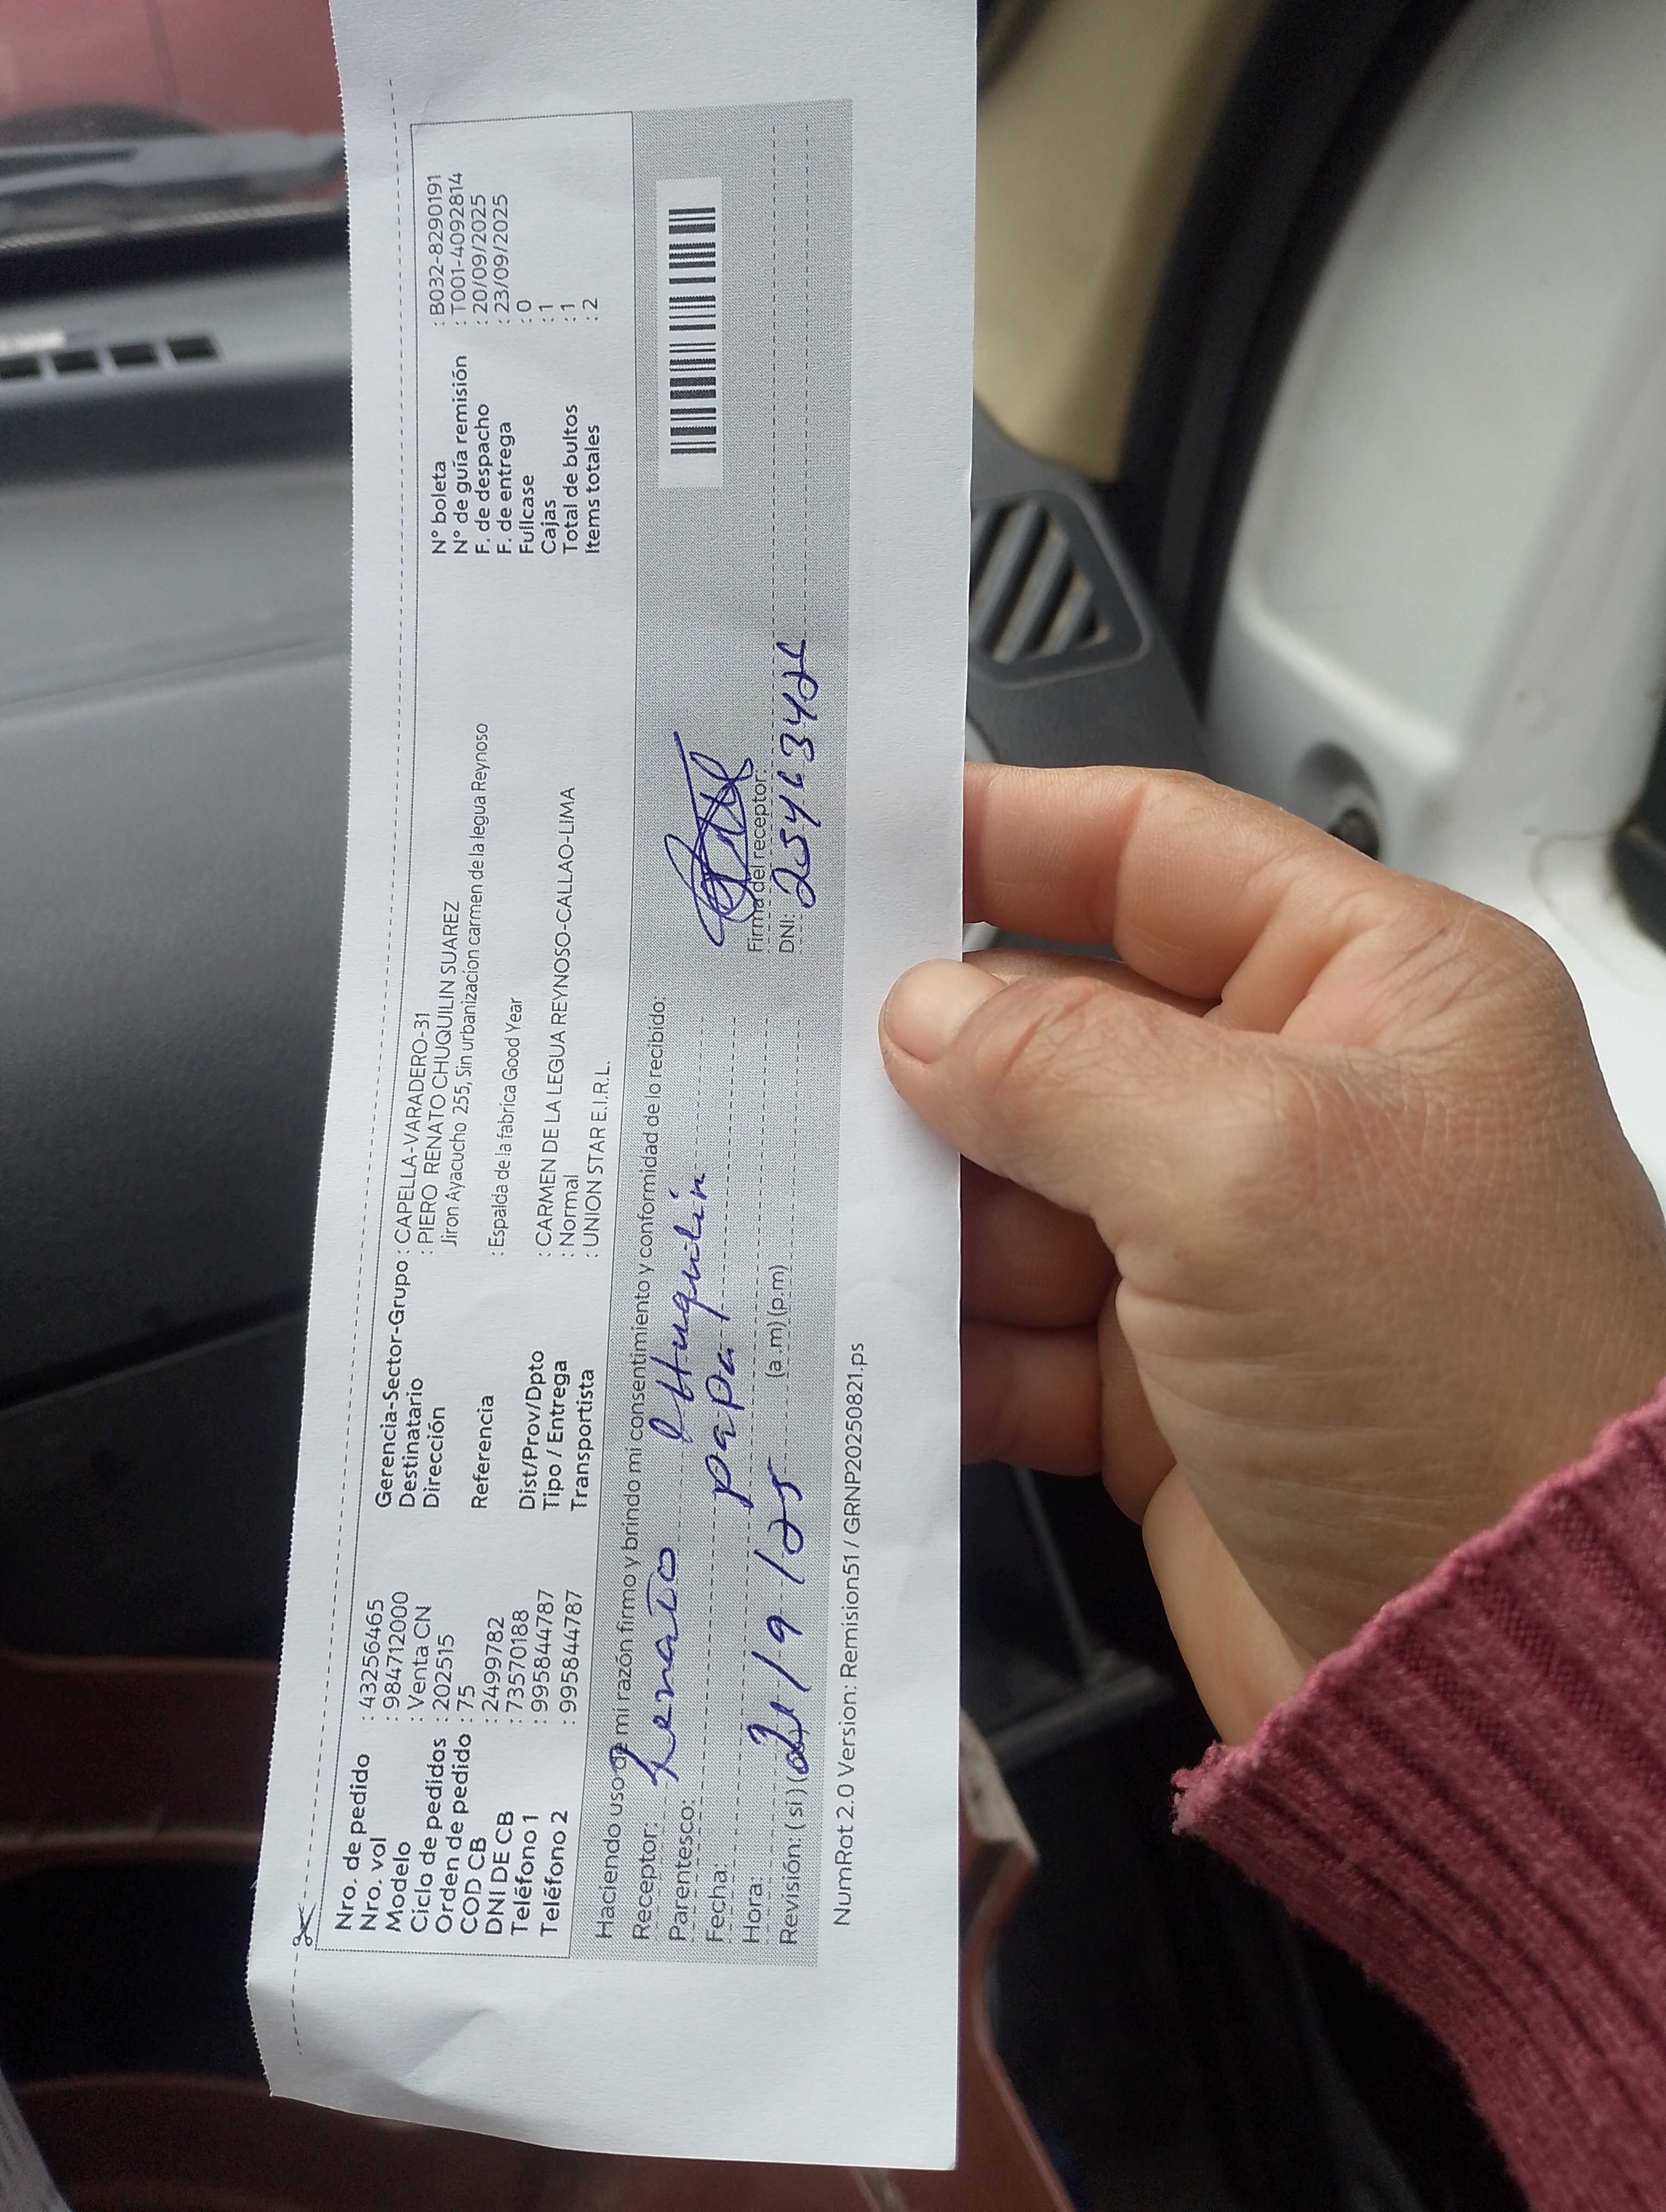 Nro. de pedido : 43256465
Nro. vol : 984712000
Modelo : Venta CN
Ciclo de pedidos : 202515
Orden de pedido : 75
COD CB : 2499782
DNI DE CB : 73570188
Teléfono 1 : 995844787
Teléfono 2 : 995844787
Gerencia-Sector-Grupo : CAPELLA-VARADERO-31
Destinatario : PIERO RENATO CHUQUILIN SUAREZ
Dirección Jiron Ayacucho 255, Sin urbanizacion carmen de la legua Reynoso
Referencia : Espalda de la fabrica Good Year
Dist/Prov/Dpto : CARMEN DE LA LEGUA REYNOSO-CALLAO-LIMA
Tipo / Entrega : Normal
Transportista : UNION STAR E.I.R.L.
N° boleta : B032-8290191
N° de guía remisión : T001-4092814
F. de despacho : 20/09/2025
F. de entrega : 23/09/2025
Fullcase : 0
Cajas : 1
Total de bultos : 1
Items totales : 2
Haciendo uso de mi razón firmo y brindo mi consentimiento y conformidad de lo recibido:
Receptor: Renato
Parentesco: papa
Fecha
Hora: (a.m) (p.m)
Revisión: (si) /9/25
Firma del receptor:
DNI:
NumRot 2.0 Version: Remision51 / GRNP20250821.ps